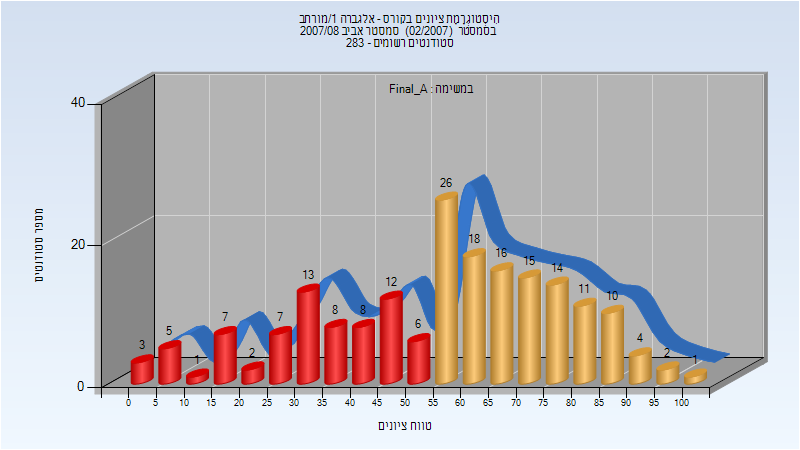 היסטוגרמת ציונים בקורס - אלגברה 1/מורחב
בסמסטר (02/2007) סמסטר אביב 2007/08
סטודנטים רשומים - 283
במשימה : Final_A
מספר סטודנטים
40
20
0
3 5 1 7 2 7 13 8 8 12 6 26 18 16 15 14 11 10 4 2 1
0 5 10 15 20 25 30 35 40 45 50 55 60 65 70 75 80 85 90 95 100
טווח ציונים